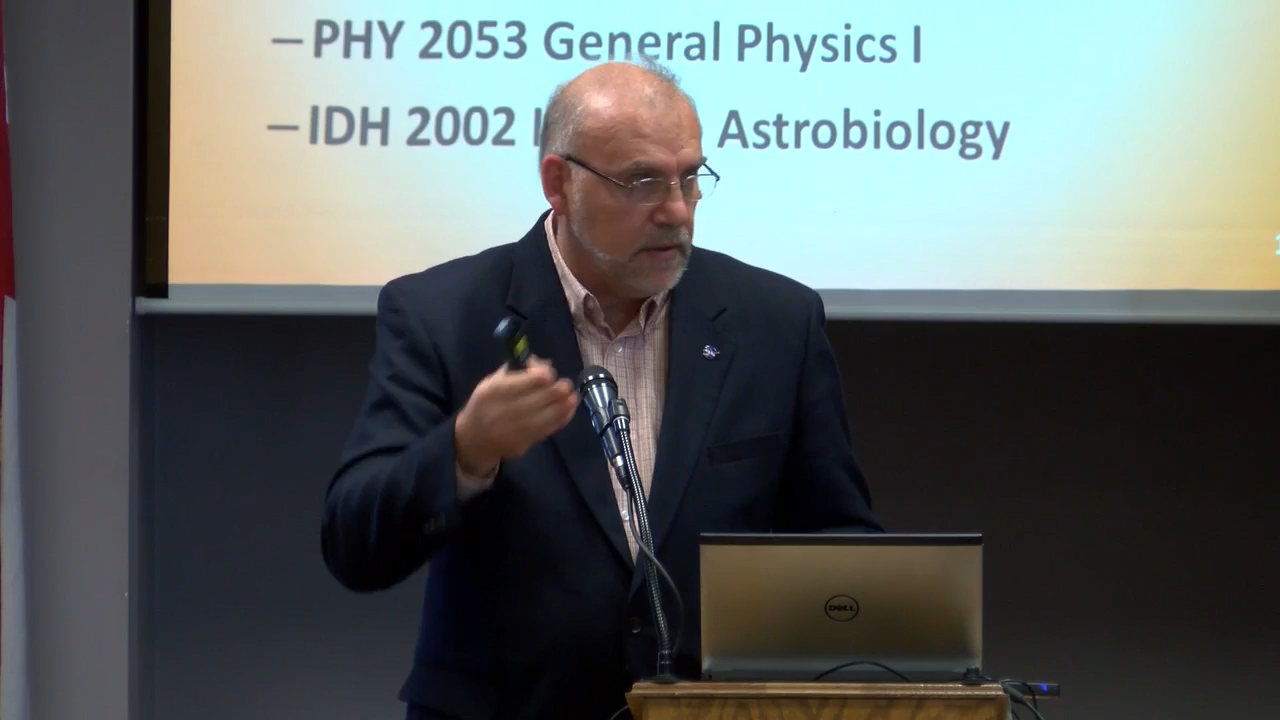 – PHY 2053 General Physics I
– IDH 2002 Astrobiology
DELL